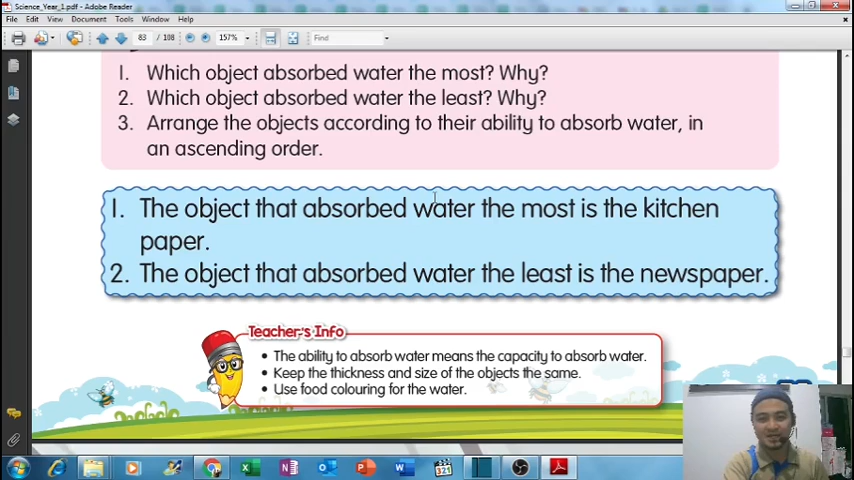 Science_Year_1.pdf - Adobe Reader
File Edit View Document Tools Window Help
83 / 108 157% Find
1. Which object absorbed water the most? Why?
2. Which object absorbed water the least? Why?
3. Arrange the objects according to their ability to absorb water, in
an ascending order.
1. The object that absorbed water the most is the kitchen
paper.
2. The object that absorbed water the least is the newspaper.
Teacher's Info
• The ability to absorb water means the capacity to absorb water.
• Keep the thickness and size of the objects the same.
• Use food colouring for the water.
321